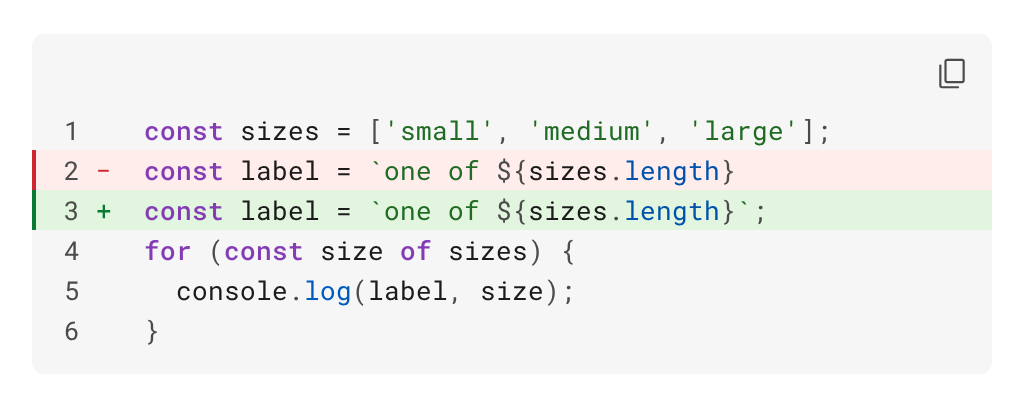 1 const sizes = ['small', 'medium', 'large'];
2 - const label = `one of ${sizes.length}
3 + const label = `one of ${sizes.length}`;
4 for (const size of sizes) {
5   console.log(label, size);
6 }